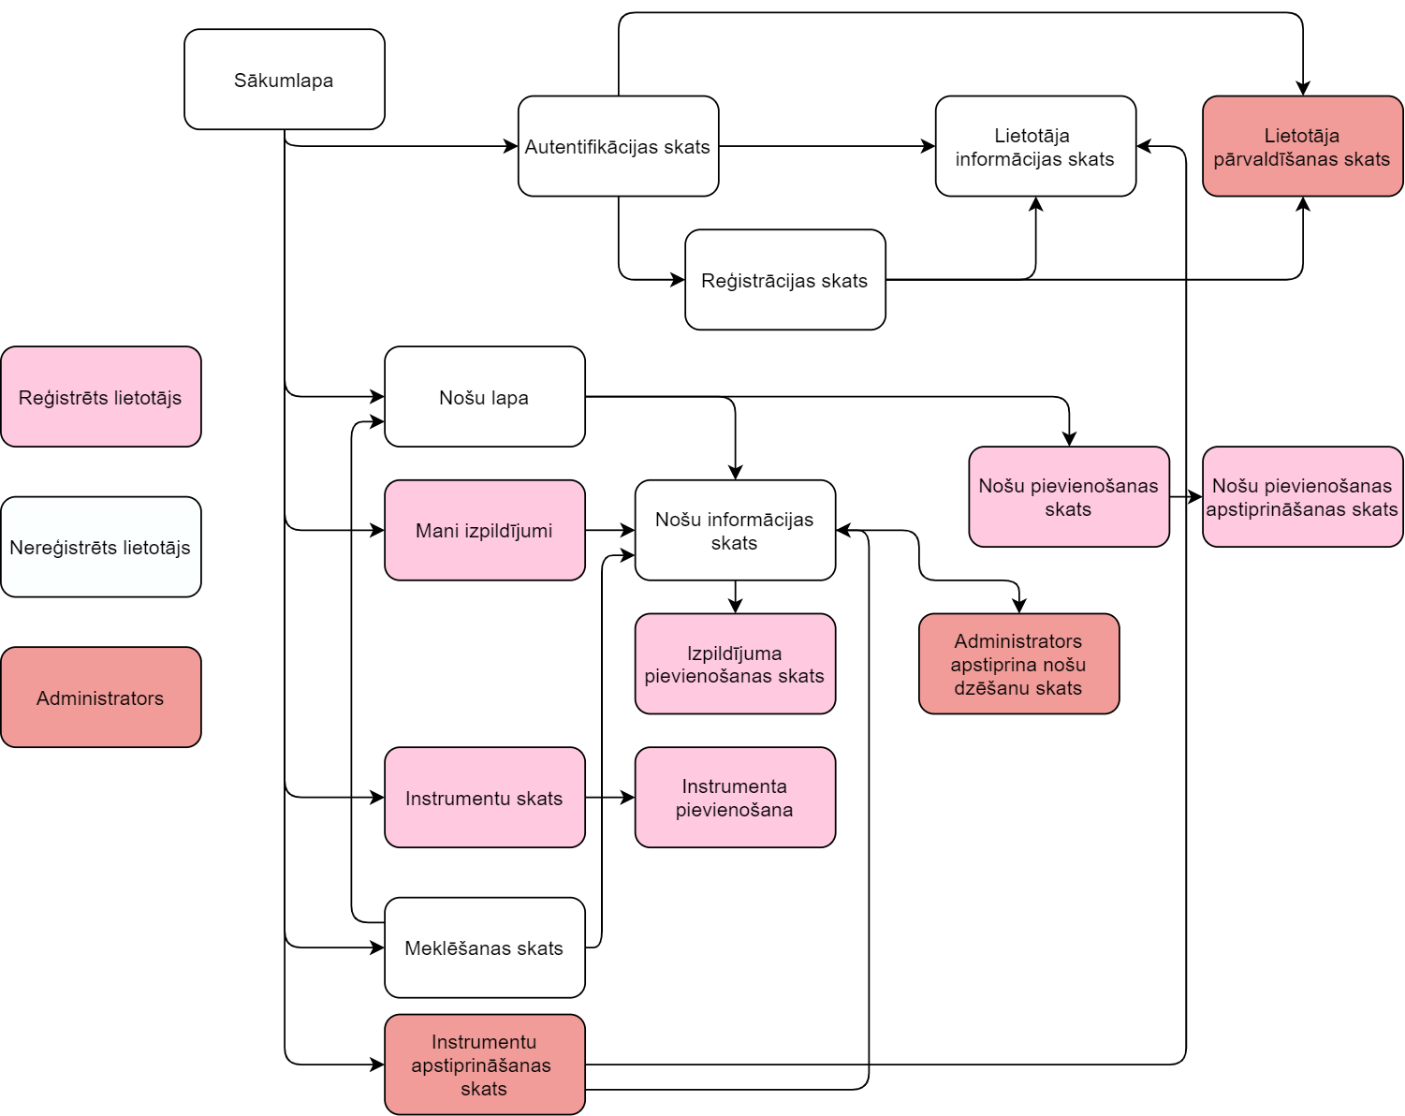 Sākumlapa
Autentifikācijas skats
Lietotāja
informācijas skats
Lietotāja
pārvaldīšanas skats
Reģistrācijas skats
Reģistrēts lietotājs
Nošu lapa
Nereģistrēts lietotājs
Mani izpildījumi
Nošu informācijas
skats
Nošu pievienošanas
skats
Nošu pievienošanas
apstiprināšanas skats
Administrators
Izpildījuma
pievienošanas skats
Administrators
apstiprina nošu
dzēšanu skats
Instrumentu skats
Instrumenta
pievienošana
Meklēšanas skats
Instrumentu
apstiprināšanas
skats